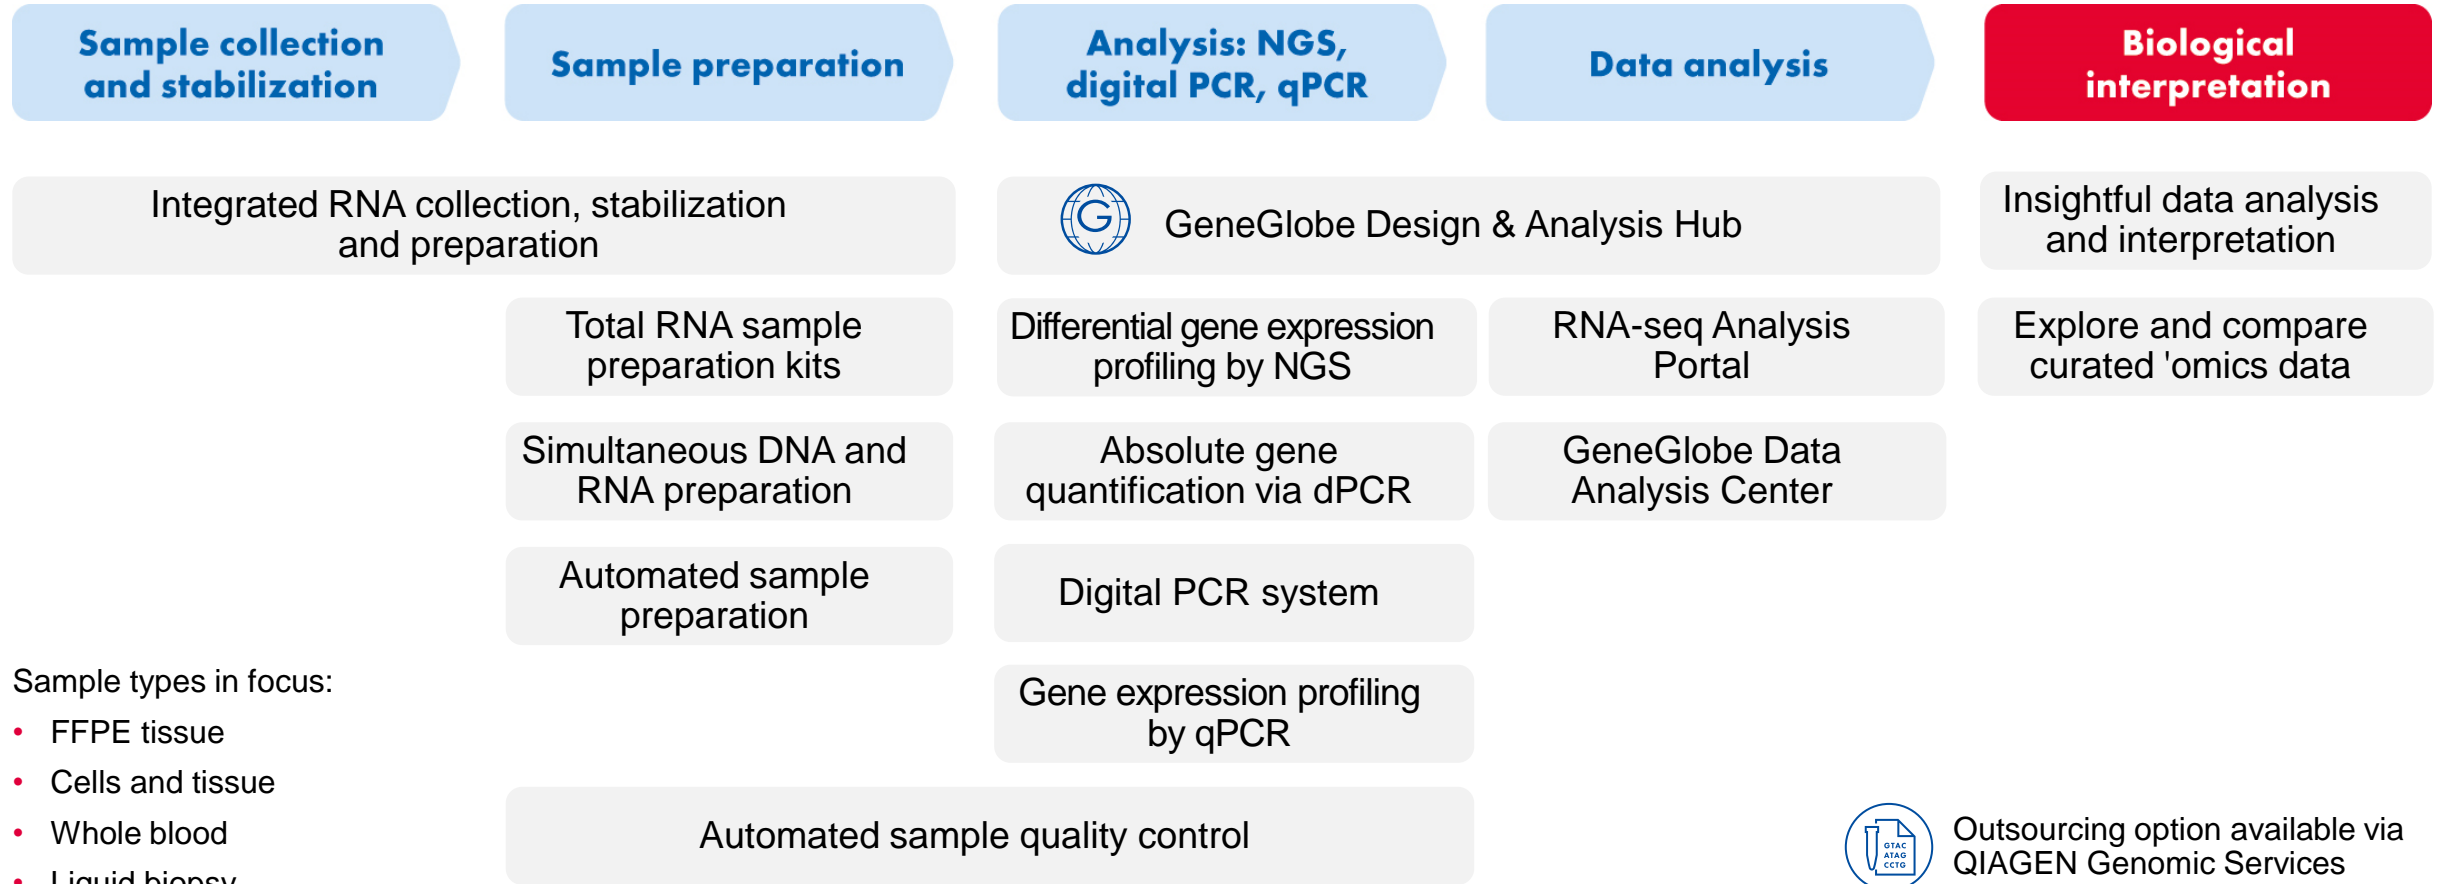 Sample collection
and stabilization
Sample preparation
Analysis: NGS,
digital PCR, qPCR
Data analysis
Biological
interpretation
Integrated RNA collection, stabilization
and preparation
G
GeneGlobe Design & Analysis Hub
Insightful data analysis
and interpretation
Total RNA sample
preparation kits
Differential gene expression
profiling by NGS
RNA-seq Analysis
Portal
Explore and compare
curated 'omics data
Simultaneous DNA and
RNA preparation
Absolute gene
quantification via dPCR
GeneGlobe Data
Analysis Center
Automated sample
preparation
Digital PCR system
Gene expression profiling
by qPCR
Automated sample quality control
Sample types in focus:
• FFPE tissue
• Cells and tissue
• Whole blood
• Liquid biopsy
GTAC
ATAG
CCTG
Outsourcing option available via
QIAGEN Genomic Services